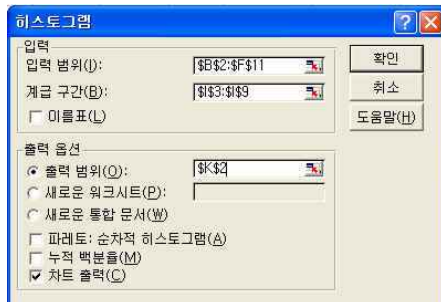 히스토그램
입력
입력 범위(I): $B$2:$F$11
계급 구간(B): $I$3:$I$9
이름표(L)
확인
취소
도움말(H)
출력 옵션
출력 범위(O): $K$2
새로운 워크시트(P):
새로운 통합 문서(W)
파레토: 순차적 히스토그램(A)
누적 백분율(M)
차트 출력(C)